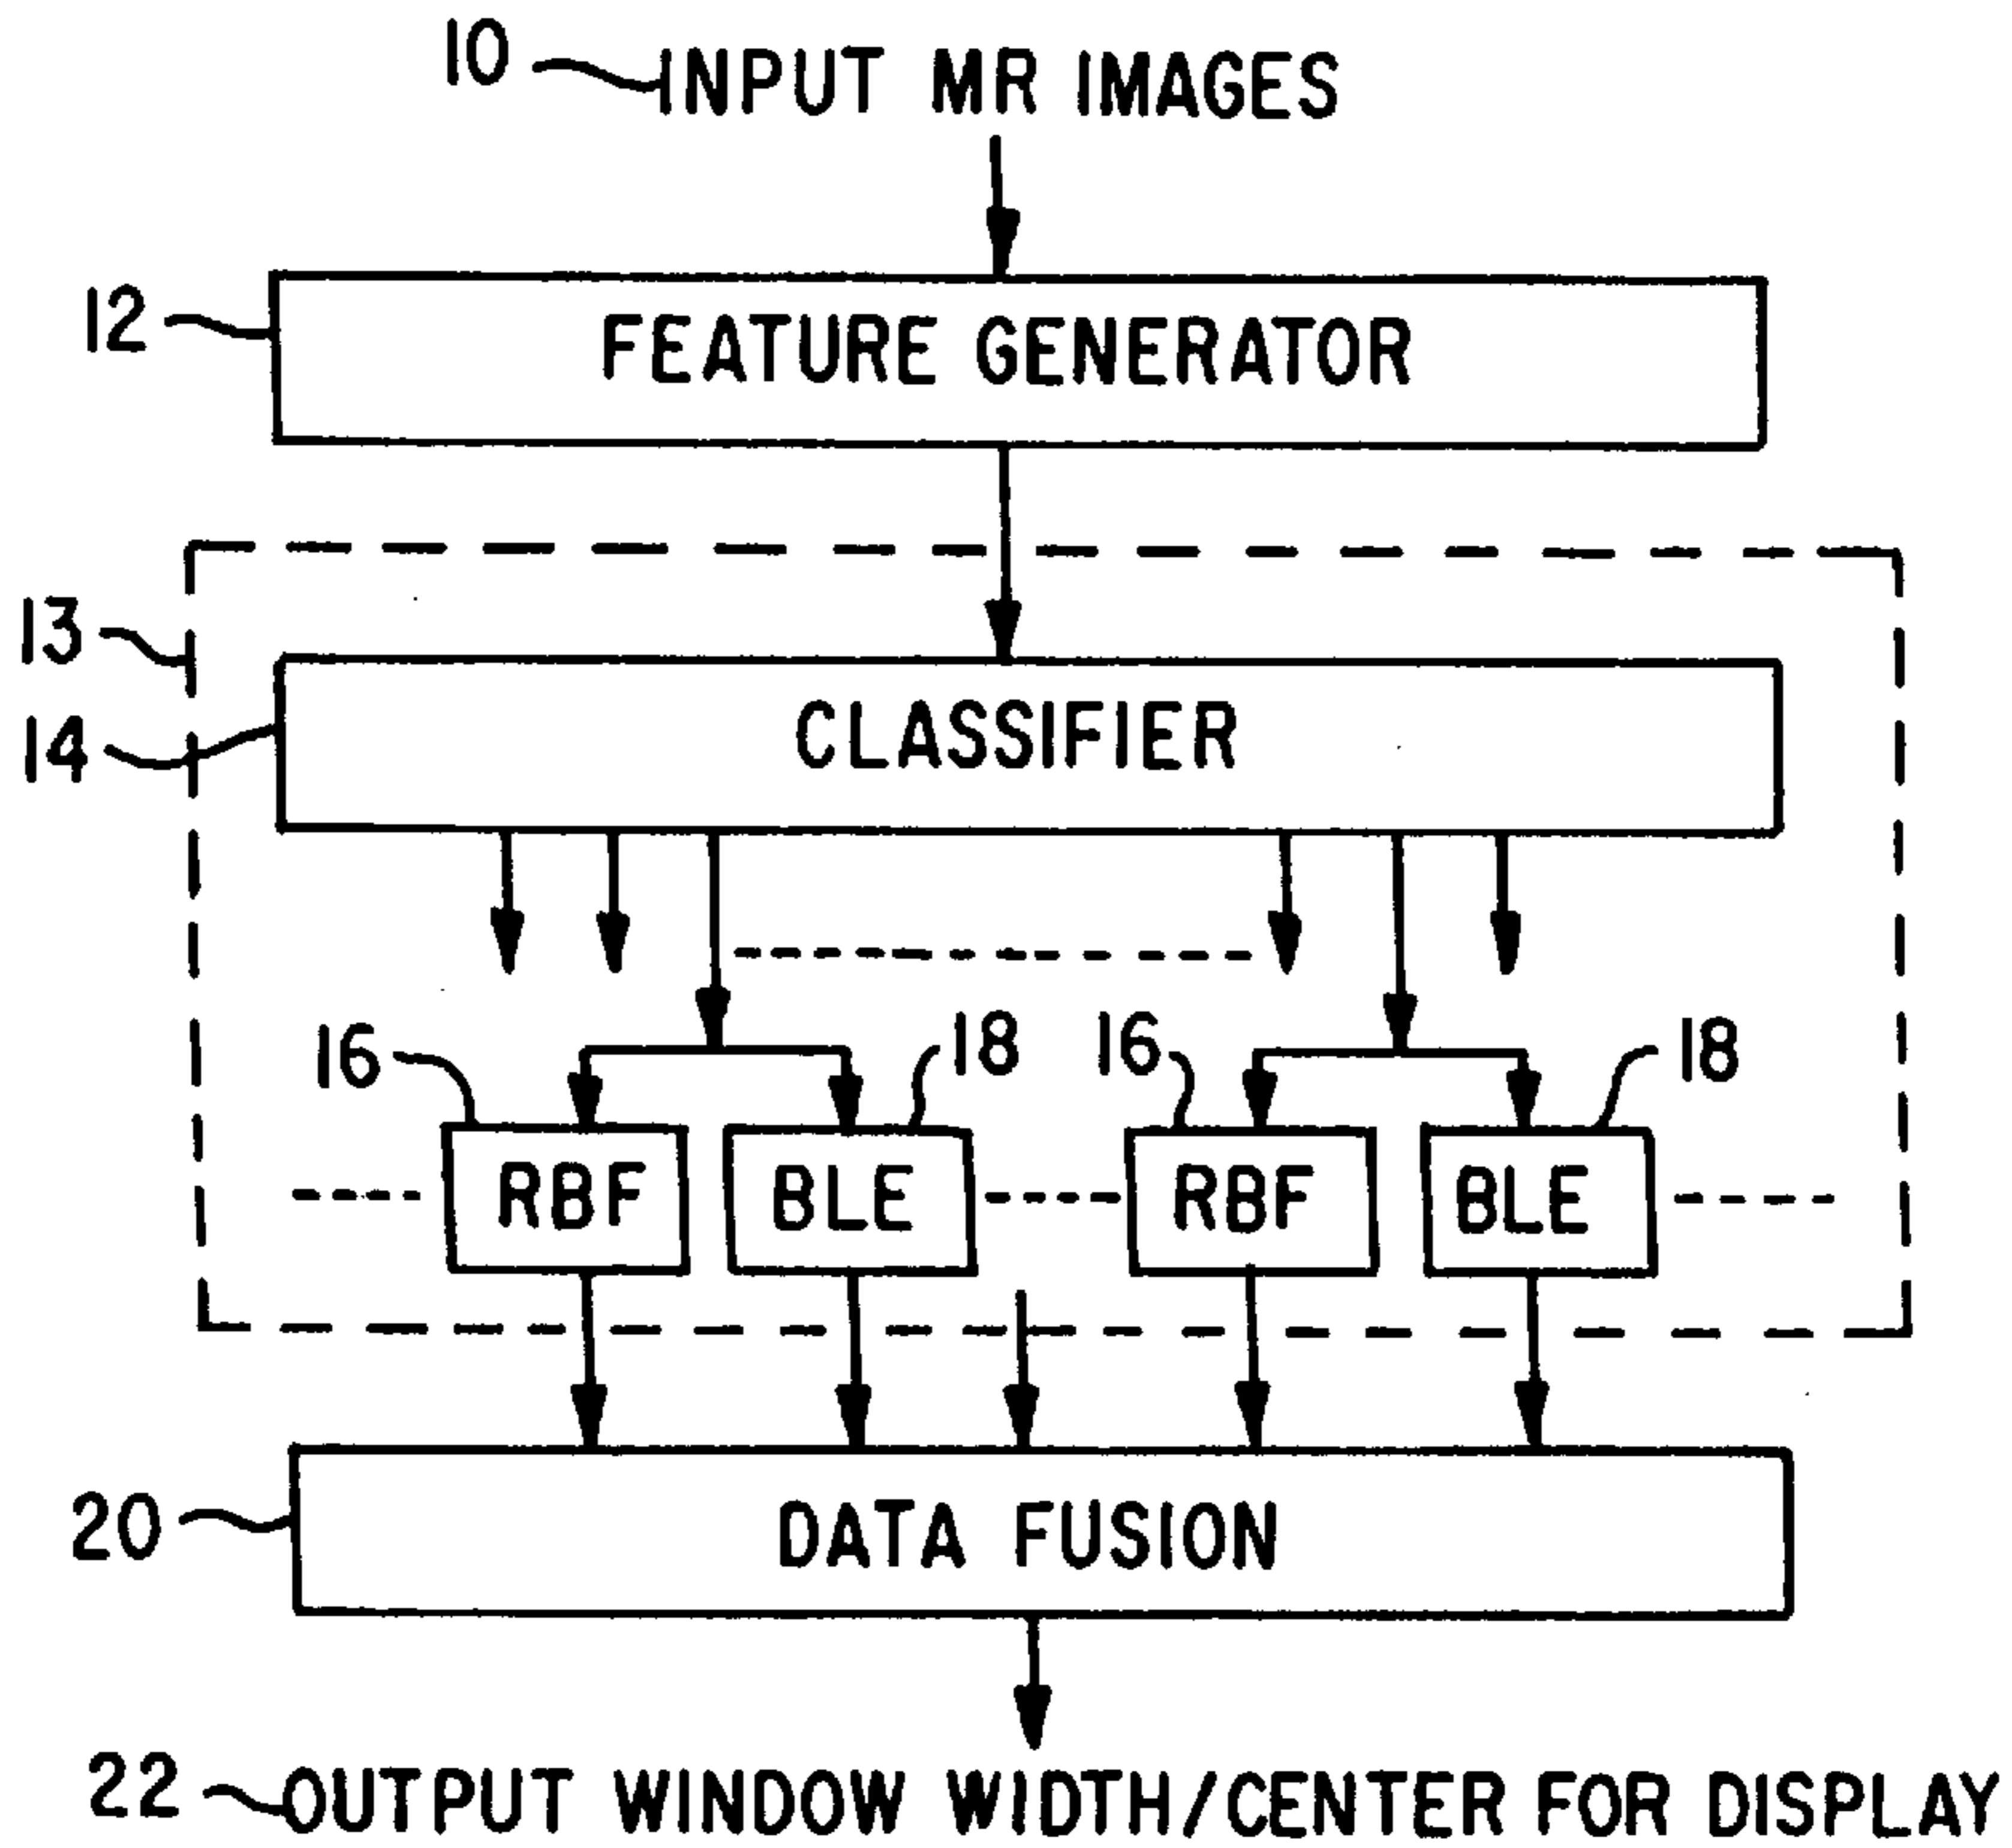 10 INPUT MR IMAGES
12 FEATURE GENERATOR
13
14 CLASSIFIER
16 18 16 18
RBF BLE RBF BLE
20 DATA FUSION
22 OUTPUT WINDOW WIDTH/CENTER FOR DISPLAY